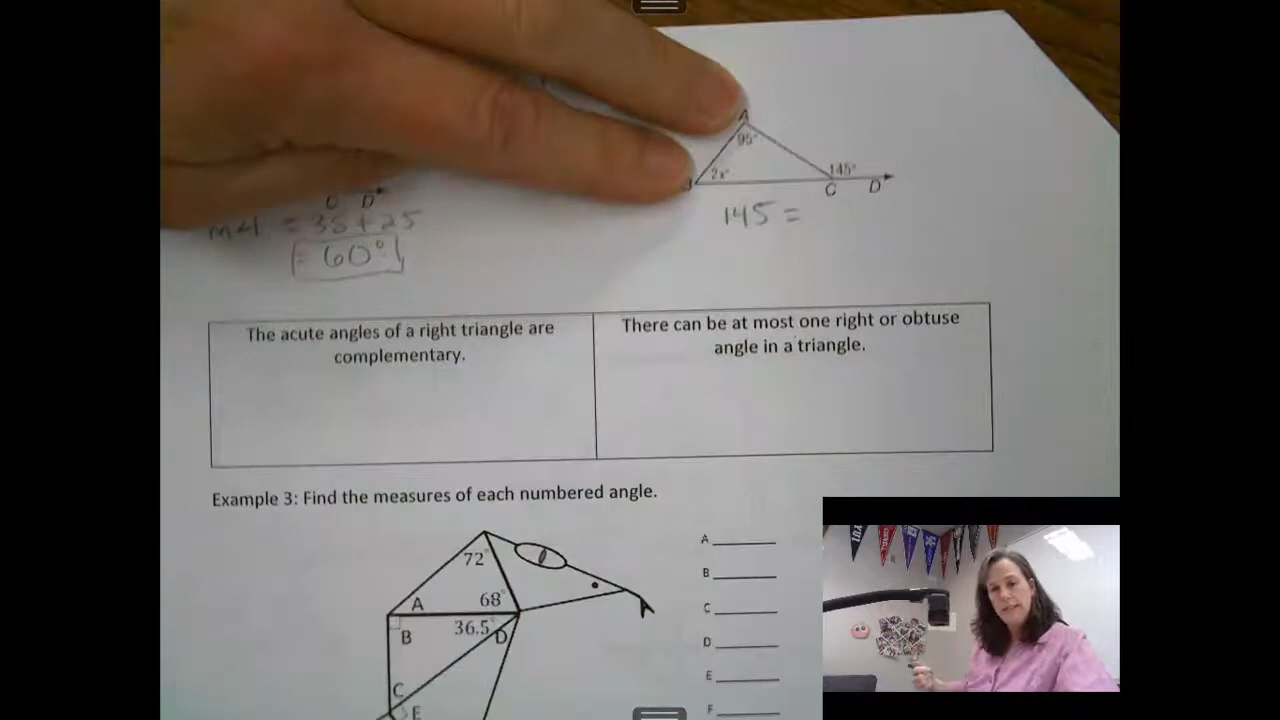 A
95°
2x°
145°
C D
145 =
D
m∠1 = 35 + 25
= 60°
The acute angles of a right triangle are
complementary.
There can be at most one right or obtuse
angle in a triangle.
Example 3: Find the measures of each numbered angle.
72°
A 68°
B 36.5° D
C
E
A
B
C
D
E
F